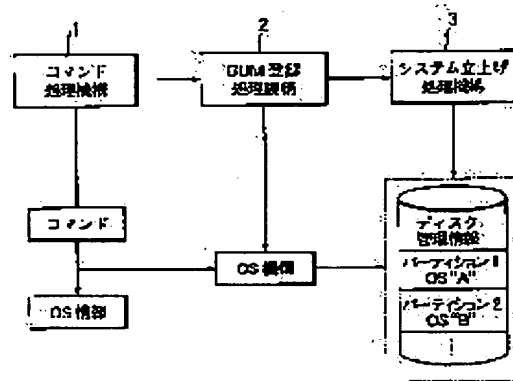 1
2
3
コマンド
処理機構
GUM登録
処理機構
システム立上げ
処理機構
コマンド
OS情報
OS情報
ディスク
管理情報
パーティション1
OS"A"
パーティション2
OS"B"